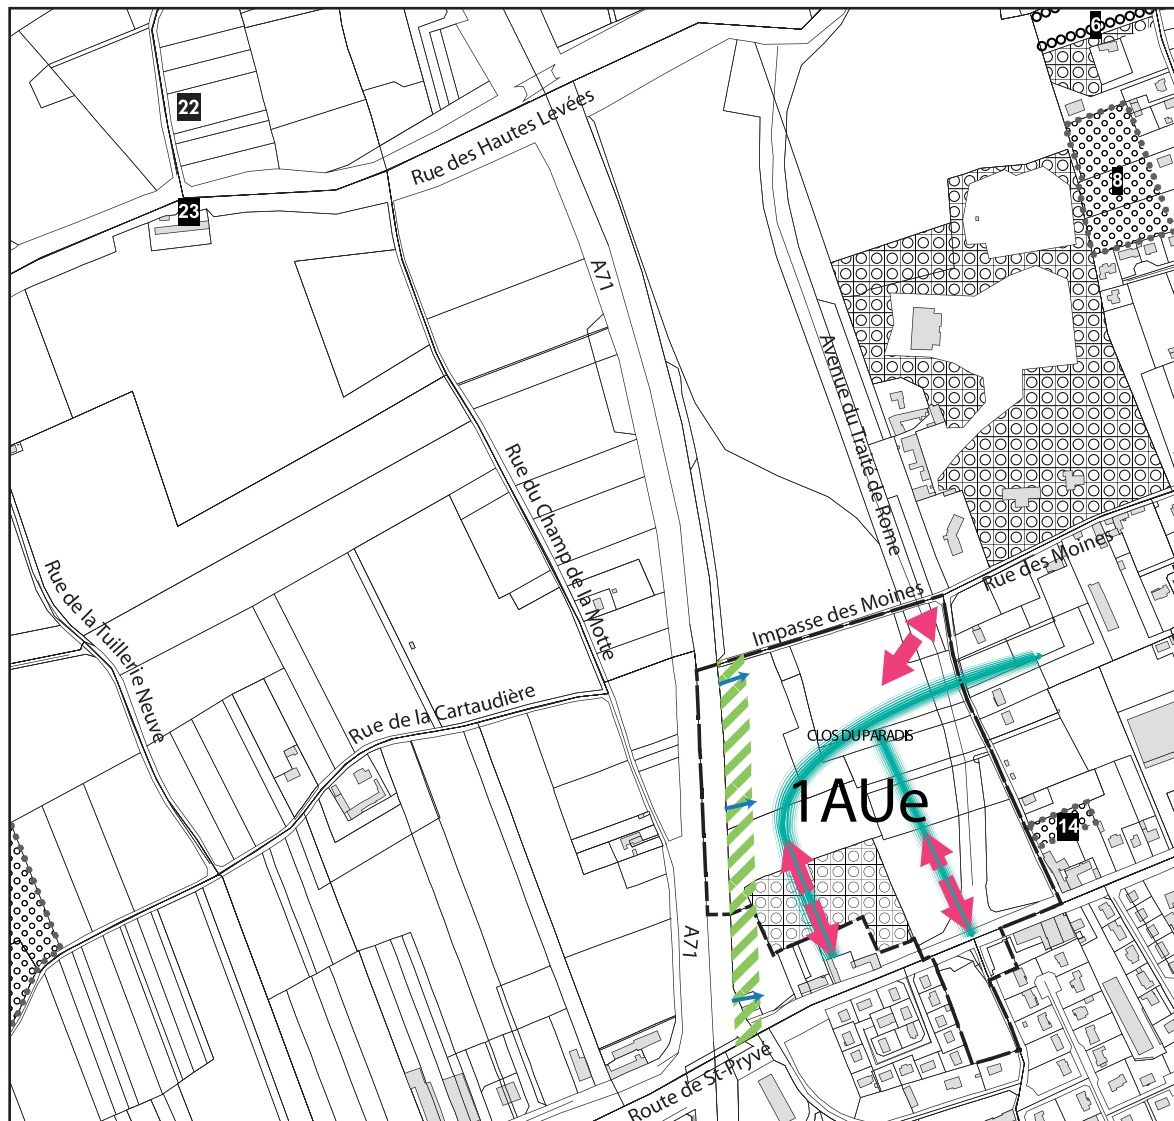 6
22
Rue des Hautes Levées
8
23
A71
Avenue du Traité de Rome
Rue du Champ de la Motte
Rue des Moines
Rue de la Tuillerie Neuve
Impasse des Moines
Rue de la Cartaudière
CLOS DU PARADIS
1AUe
14
A71
Route de St-Pryvé